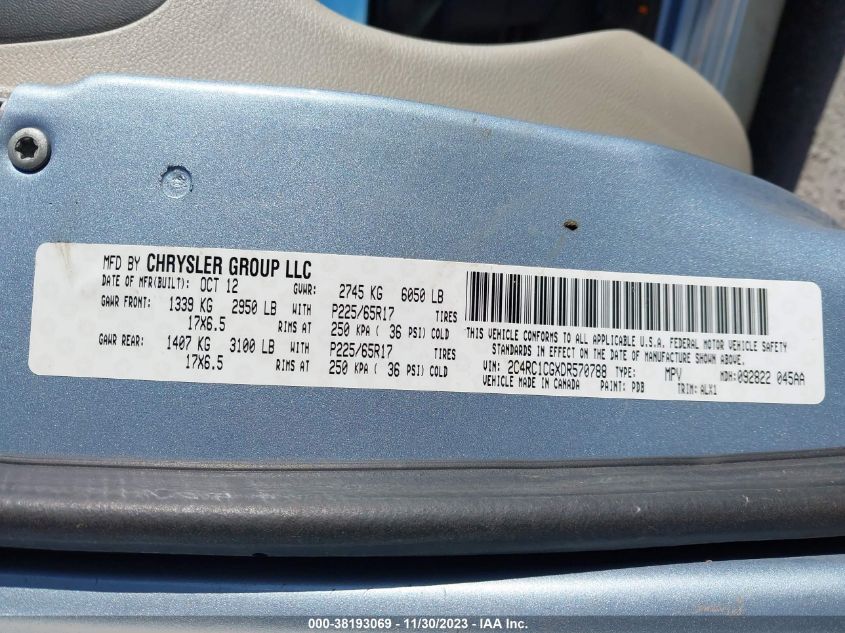 MFD BY CHRYSLER GROUP LLC
DATE OF MFR(BUILT): OCT 12 GVWR: 2745 KG 6050 LB
GAWR FRONT: 1339 KG 2950 LB WITH P225/65R17 TIRES
17X6.5 RIMS AT 250 KPA ( 36 PSI) COLD
GAWR REAR: 1407 KG 3100 LB WITH P225/65R17 TIRES
17X6.5 RIMS AT 250 KPA ( 36 PSI) COLD
THIS VEHICLE CONFORMS TO ALL APPLICABLE U.S.A. FEDERAL MOTOR VEHICLE SAFETY
STANDARDS IN EFFECT ON THE DATE OF MANUFACTURE SHOWN ABOVE.
VIN: 2C4RC1CGXDR570788 TYPE: MPV MDH: 092822 045AA
VEHICLE MADE IN CANADA PAINT: PDB TRIM: ALX1
000-38193069 - 11/30/2023 - IAA Inc.